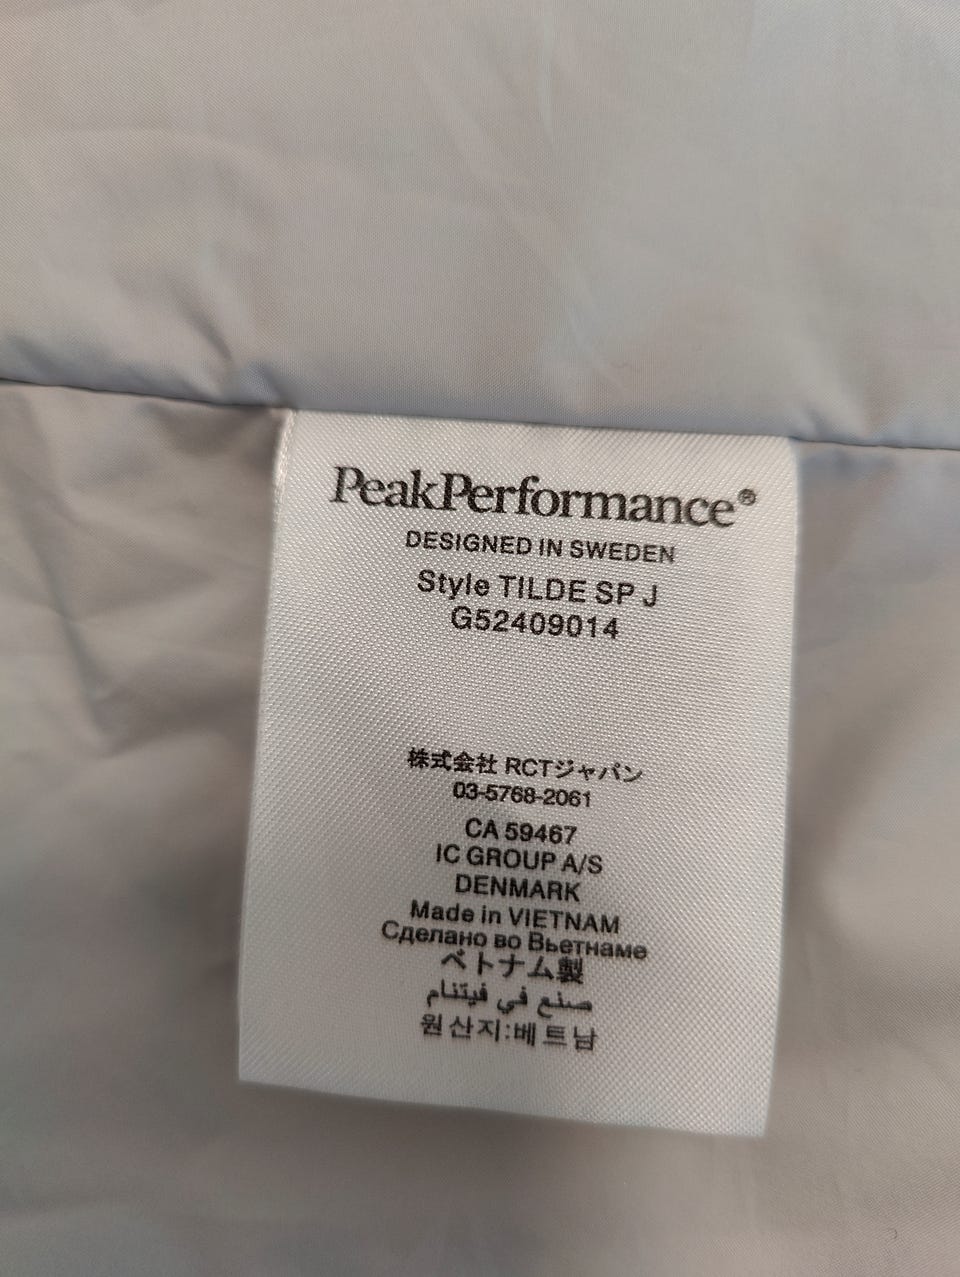 PeakPerformance®
DESIGNED IN SWEDEN
Style TILDE SP J
G52409014
株式会社 RCTジャパン
03-5768-2061
CA 59467
IC GROUP A/S
DENMARK
Made in VIETNAM
Сделано во Вьетнаме
ベトナム製
صنع في فيتنام
원산지:베트남